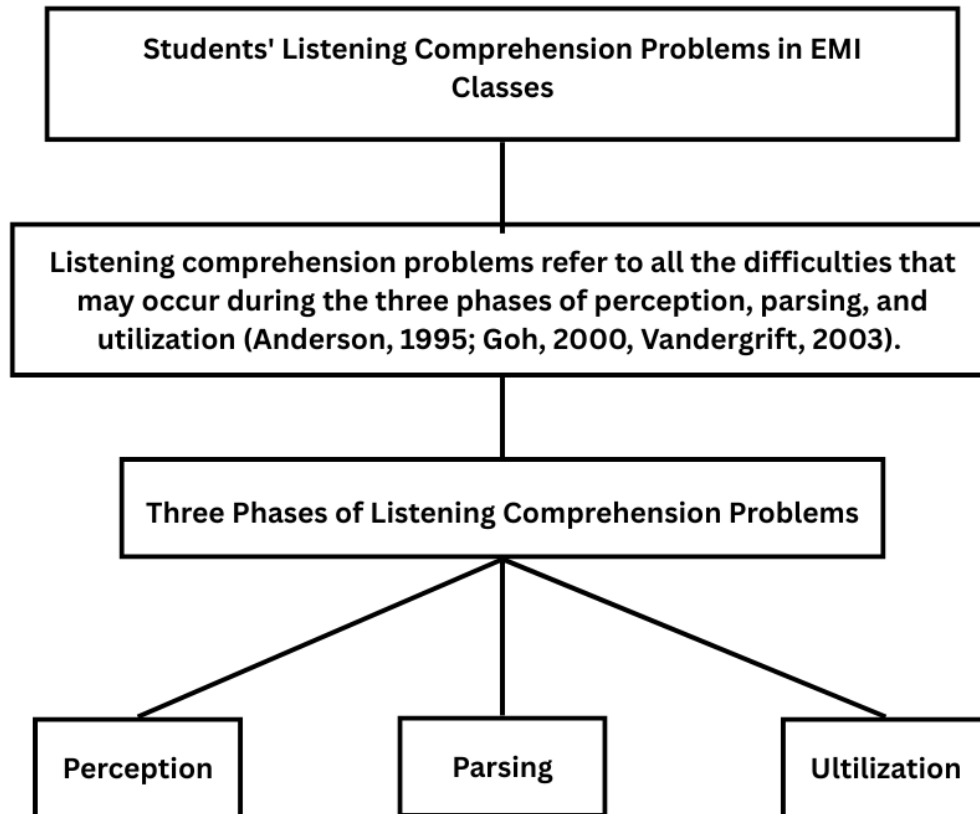 Students' Listening Comprehension Problems in EMI
Classes
Listening comprehension problems refer to all the difficulties that
may occur during the three phases of perception, parsing, and
utilization (Anderson, 1995; Goh, 2000, Vandergrift, 2003).
Three Phases of Listening Comprehension Problems
Perception
Parsing
Ultilization